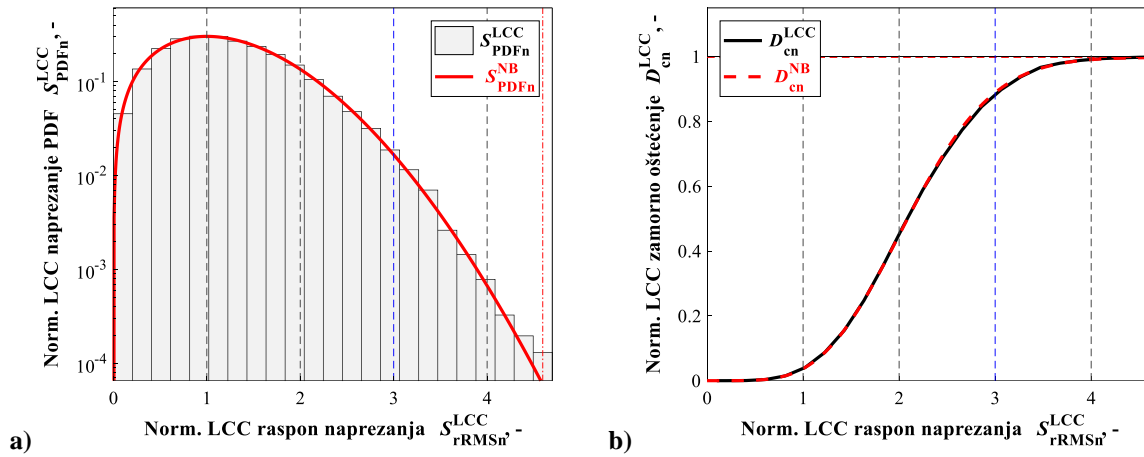 Norm. LCC naprezanje PDF S^LCC_PDFn, -
10^-1
10^-2
10^-3
10^-4
S^LCC_PDFn
S^NB_PDFn
0 1 2 3 4
Norm. LCC raspon naprezanja S^LCC_rRMSn, -
a)
Norm. LCC zamorno oštećenje D^LCC_cn, -
1
0.8
0.6
0.4
0.2
0
D^LCC_cn
D^NB_cn
0 1 2 3 4
Norm. LCC raspon naprezanja S^LCC_rRMSn, -
b)